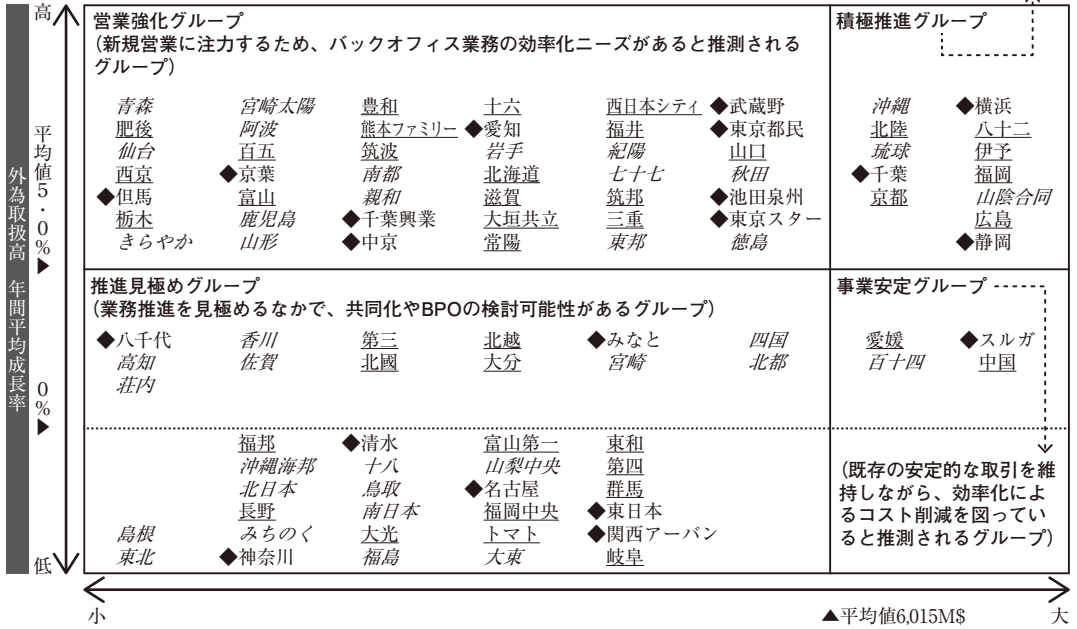 高
平均値5・0%▶
外為取扱高 年間平均成長率
0%▶
低
営業強化グループ
(新規営業に注力するため、バックオフィス業務の効率化ニーズがあると推測される
グループ)
青森 宮崎太陽 豊和 十六 西日本シティ ◆武蔵野
肥後 阿波 熊本ファミリー ◆愛知 福井 ◆東京都民
仙台 百五 筑波 岩手 紀陽 山口
西京 ◆京葉 南都 北海道 七十七 秋田
◆但馬 富山 親和 滋賀 筑邦 ◆池田泉州
栃木 鹿児島 ◆千葉興業 大垣共立 三重 ◆東京スター
きらやか 山形 ◆中京 常陽 東邦 徳島
積極推進グループ
沖縄 ◆横浜
北陸 八十二
琉球 伊予
◆千葉 福岡
京都 山陰合同
広島
◆静岡
推進見極めグループ
(業務推進を見極めるなかで、共同化やBPOの検討可能性があるグループ)
◆八千代 香川 第三 北越 ◆みなと 四国
高知 佐賀 北國 大分 宮崎 北都
荘内
福邦 ◆清水 富山第一 東和
沖縄海邦 十八 山梨中央 第四
北日本 鳥取 ◆名古屋 群馬
長野 南日本 福岡中央 ◆東日本
島根 みちのく 大光 トマト ◆関西アーバン
東北 ◆神奈川 福島 大東 岐阜
事業安定グループ
愛媛 ◆スルガ
百十四 中国
(既存の安定的な取引を維
持しながら、効率化によ
るコスト削減を図ってい
ると推測されるグループ)
小 ▲平均値6,015M$ 大